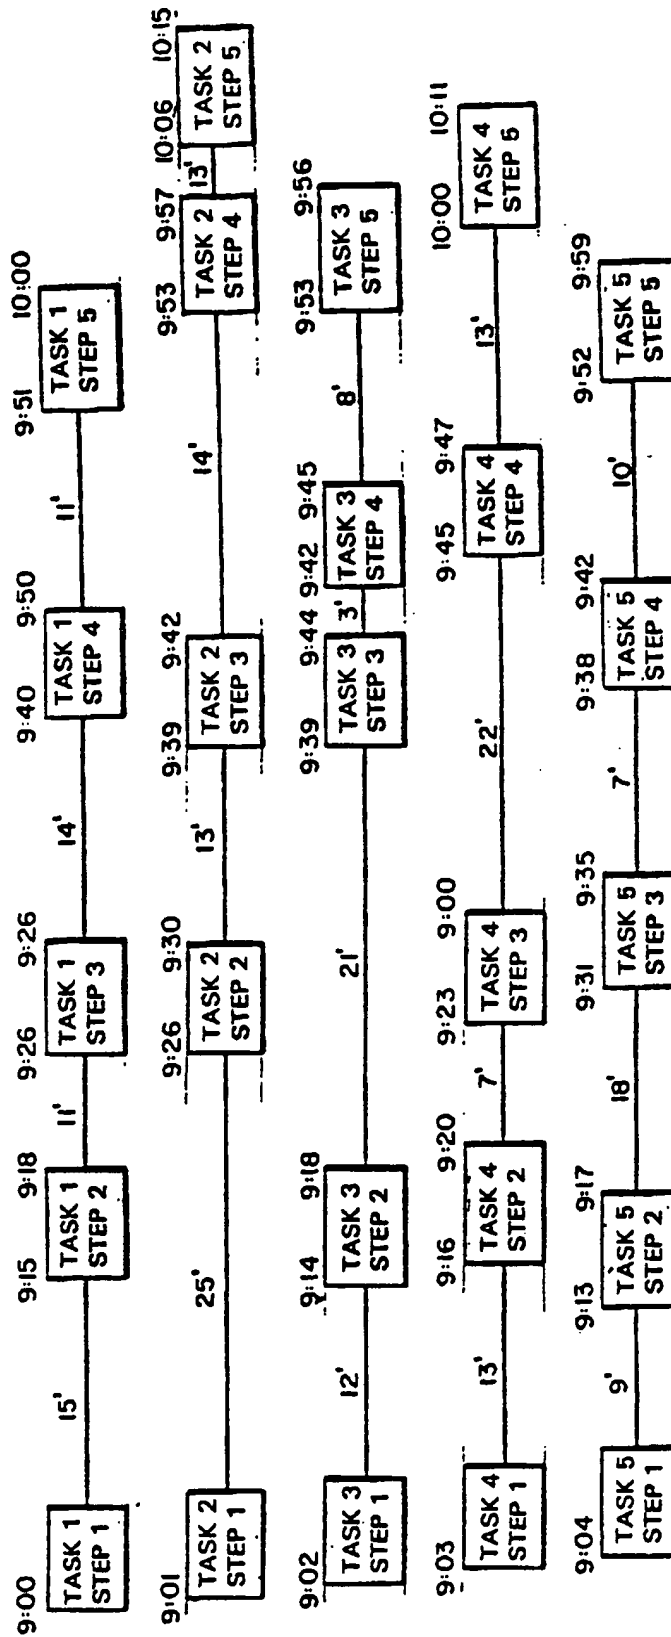 9:00
TASK 1
STEP 1
15'
9:15 9:18
TASK 1
STEP 2
11'
9:26 9:26
TASK 1
STEP 3
14'
9:40 9:50
TASK 1
STEP 4
11'
9:51 10:00
TASK 1
STEP 5
9:01
TASK 2
STEP 1
25'
9:26 9:30
TASK 2
STEP 2
13'
9:39 9:42
TASK 2
STEP 3
14'
9:53 9:57
TASK 2
STEP 4
13'
10:06 10:15
TASK 2
STEP 5
9:02
TASK 3
STEP 1
12'
9:14 9:18
TASK 3
STEP 2
21'
9:39 9:44
TASK 3
STEP 3
3'
9:42 9:45
TASK 3
STEP 4
8'
9:53 9:56
TASK 3
STEP 5
9:03
TASK 4
STEP 1
13'
9:16 9:20
TASK 4
STEP 2
7'
9:23 9:00
TASK 4
STEP 3
22'
9:45 9:47
TASK 4
STEP 4
13'
10:00 10:11
TASK 4
STEP 5
9:04
TASK 5
STEP 1
9'
9:13 9:17
TASK 5
STEP 2
18'
9:31 9:35
TASK 5
STEP 3
7'
9:38 9:42
TASK 5
STEP 4
10'
9:52 9:59
TASK 5
STEP 5